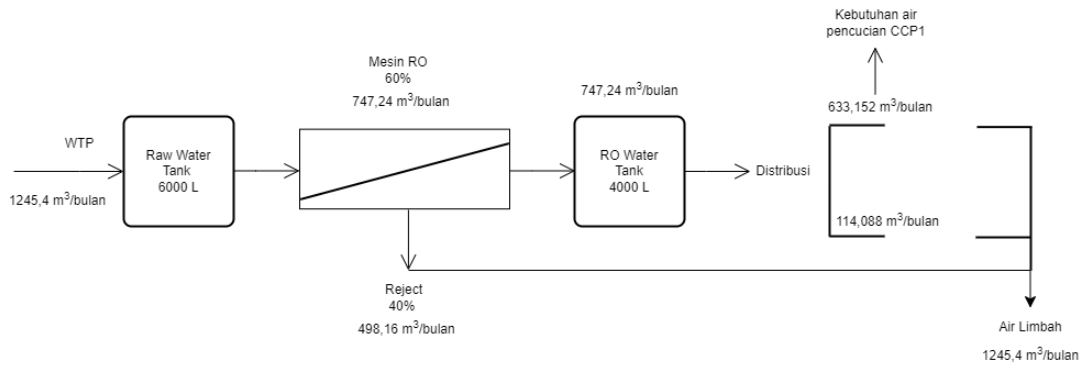 WTP
1245,4 m³/bulan
Raw Water
Tank
6000 L
Mesin RO
60%
747,24 m³/bulan
Reject
40%
498,16 m³/bulan
747,24 m³/bulan
RO Water
Tank
4000 L
Distribusi
Kebutuhan air
pencucian CCP1
633,152 m³/bulan
114,088 m³/bulan
Air Limbah
1245,4 m³/bulan